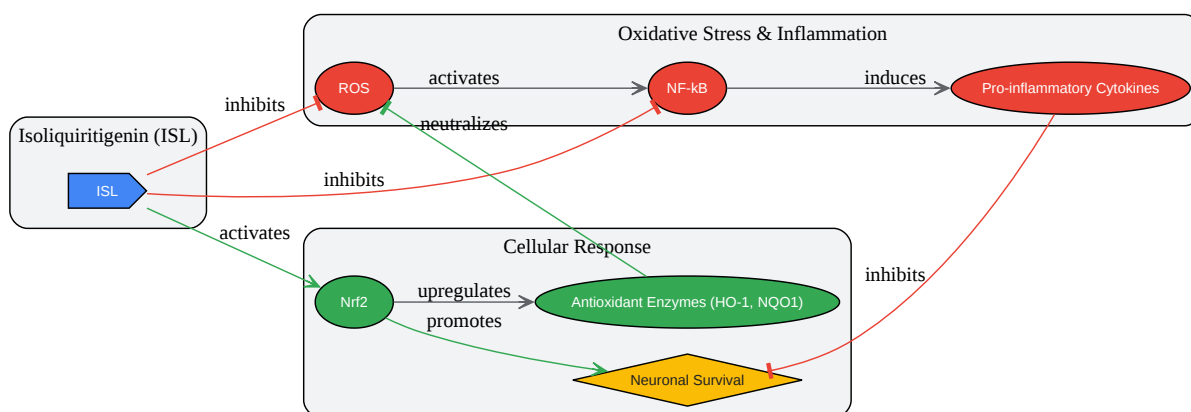 Oxidative Stress & Inflammation
ROS
activates
NF-kB
induces
Pro-inflammatory Cytokines
inhibits
neutralizes
Isoliquiritigenin (ISL)
ISL
inhibits
activates
Cellular Response
inhibits
Nrf2
upregulates
Antioxidant Enzymes (HO-1, NQO1)
promotes
Neuronal Survival